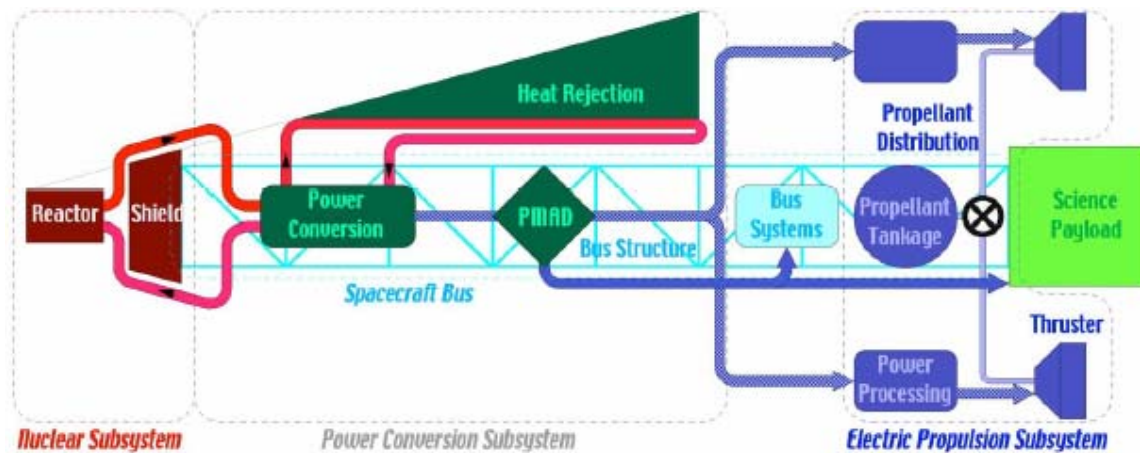 Heat Rejection
Propellant
Distribution
Reactor
Shield
Power
Conversion
PMAD
Bus Structure
Bus
Systems
Propellant
Tankage
Science
Payload
Spacecraft Bus
Thruster
Power
Processing
Nuclear Subsystem
Power Conversion Subsystem
Electric Propulsion Subsystem